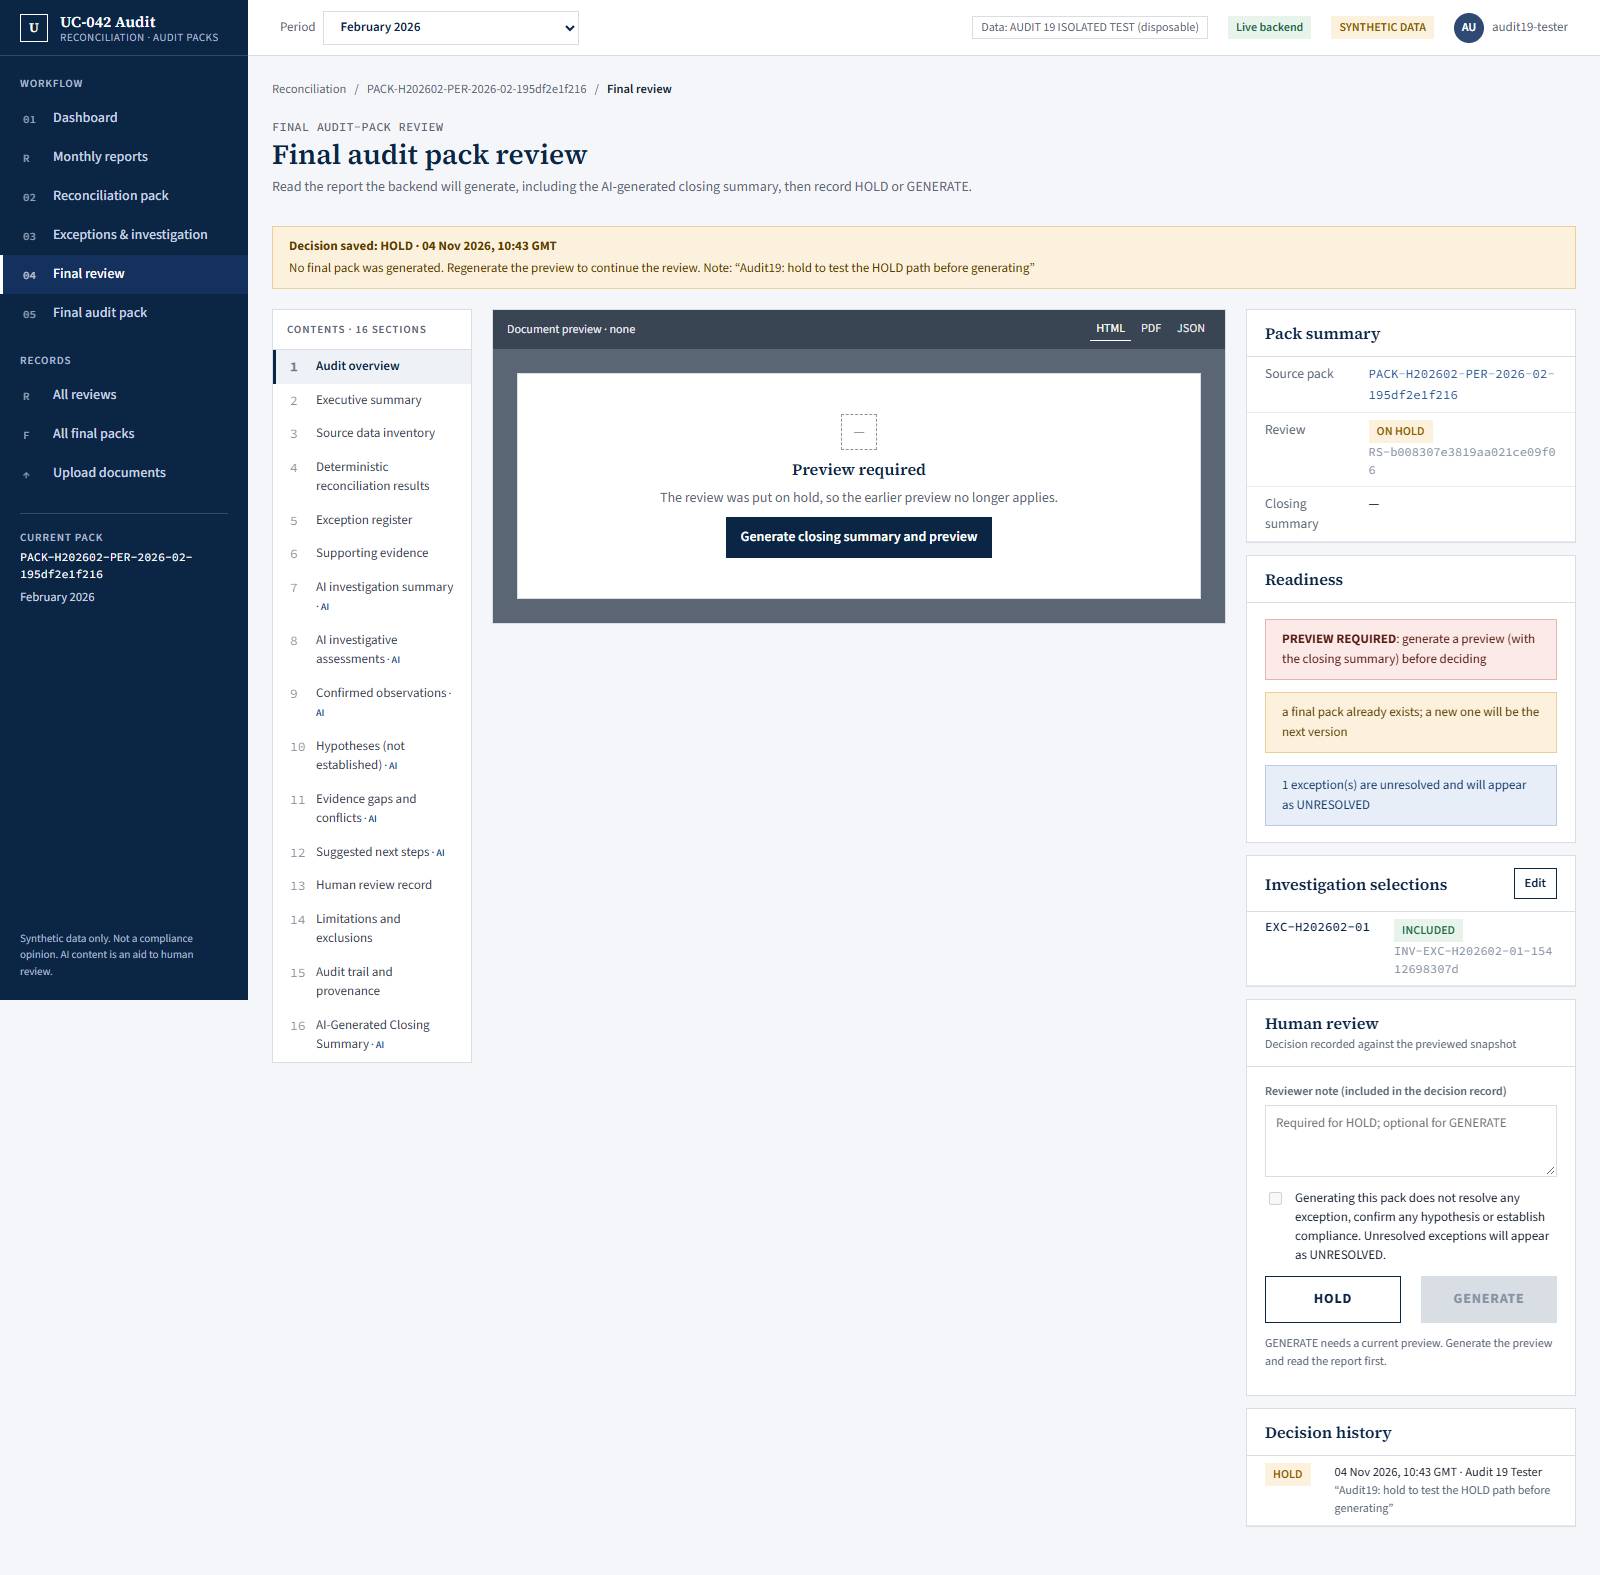 U
UC-042 Audit
RECONCILIATION · AUDIT PACKS
WORKFLOW
01 Dashboard
R Monthly reports
02 Reconciliation pack
03 Exceptions & investigation
04 Final review
05 Final audit pack
RECORDS
R All reviews
F All final packs
↑ Upload documents
CURRENT PACK
PACK-H202602-PER-2026-02-
195df2e1f216
February 2026
Synthetic data only. Not a compliance
opinion. AI content is an aid to human
review.
Period February 2026
Data: AUDIT 19 ISOLATED TEST (disposable)
Live backend
SYNTHETIC DATA
AU audit19-tester
Reconciliation / PACK-H202602-PER-2026-02-195df2e1f216 / Final review
FINAL AUDIT-PACK REVIEW
Final audit pack review
Read the report the backend will generate, including the AI-generated closing summary, then record HOLD or GENERATE.
Decision saved: HOLD · 04 Nov 2026, 10:43 GMT
No final pack was generated. Regenerate the preview to continue the review. Note: “Audit19: hold to test the HOLD path before generating”
CONTENTS · 16 SECTIONS
1 Audit overview
2 Executive summary
3 Source data inventory
4 Deterministic
reconciliation results
5 Exception register
6 Supporting evidence
7 AI investigation summary
· AI
8 AI investigative
assessments · AI
9 Confirmed observations ·
AI
10 Hypotheses (not
established) · AI
11 Evidence gaps and
conflicts · AI
12 Suggested next steps · AI
13 Human review record
14 Limitations and
exclusions
15 Audit trail and
provenance
16 AI-Generated Closing
Summary · AI
Document preview · none
HTML PDF JSON
—
Preview required
The review was put on hold, so the earlier preview no longer applies.
Generate closing summary and preview
Pack summary
Source pack PACK-H202602-PER-2026-02-
195df2e1f216
Review ON HOLD
RS-b008307e3819aa021ce09f0
6
Closing —
summary
Readiness
PREVIEW REQUIRED: generate a preview (with
the closing summary) before deciding
a final pack already exists; a new one will be the
next version
1 exception(s) are unresolved and will appear
as UNRESOLVED
Investigation selections Edit
EXC-H202602-01 INCLUDED
INV-EXC-H202602-01-154
12698307d
Human review
Decision recorded against the previewed snapshot
Reviewer note (included in the decision record)
Required for HOLD; optional for GENERATE
Generating this pack does not resolve any
exception, confirm any hypothesis or establish
compliance. Unresolved exceptions will appear
as UNRESOLVED.
HOLD GENERATE
GENERATE needs a current preview. Generate the preview
and read the report first.
Decision history
HOLD 04 Nov 2026, 10:43 GMT · Audit 19 Tester
“Audit19: hold to test the HOLD path before
generating”